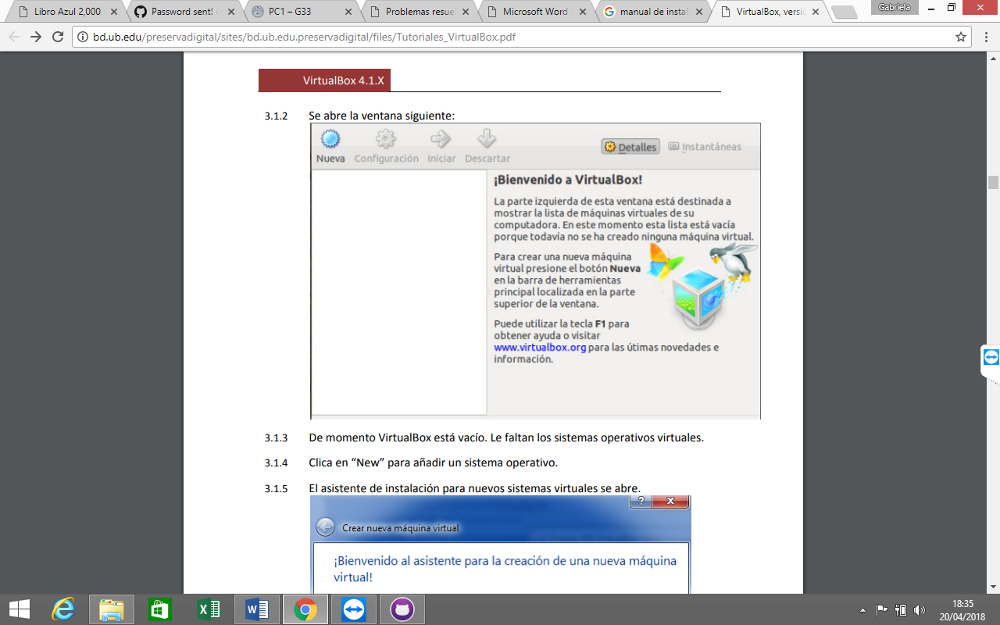 Libro Azul 2,000
Password sent! ·
PC1 – G33
Problemas resue
Microsoft Word -
manual de instal
VirtualBox, versio
Gabriela
bd.ub.edu/preservadigital/sites/bd.ub.edu.preservadigital/files/Tutoriales_VirtualBox.pdf
VirtualBox 4.1.X
3.1.2 Se abre la ventana siguiente:
Nueva Configuración Iniciar Descartar
Detalles Instantáneas
¡Bienvenido a VirtualBox!
La parte izquierda de esta ventana está destinada a
mostrar la lista de máquinas virtuales de su
computadora. En este momento esta lista está vacía
porque todavía no se ha creado ninguna máquina virtual.
Para crear una nueva máquina
virtual presione el botón Nueva
en la barra de herramientas
principal localizada en la parte
superior de la ventana.
Puede utilizar la tecla F1 para
obtener ayuda o visitar
www.virtualbox.org para las útimas novedades e
información.
3.1.3 De momento VirtualBox está vacío. Le faltan los sistemas operativos virtuales.
3.1.4 Clica en “New” para añadir un sistema operativo.
3.1.5 El asistente de instalación para nuevos sistemas virtuales se abre.
Crear nueva máquina virtual
¡Bienvenido al asistente para la creación de una nueva máquina
virtual!
18:35
20/04/2018